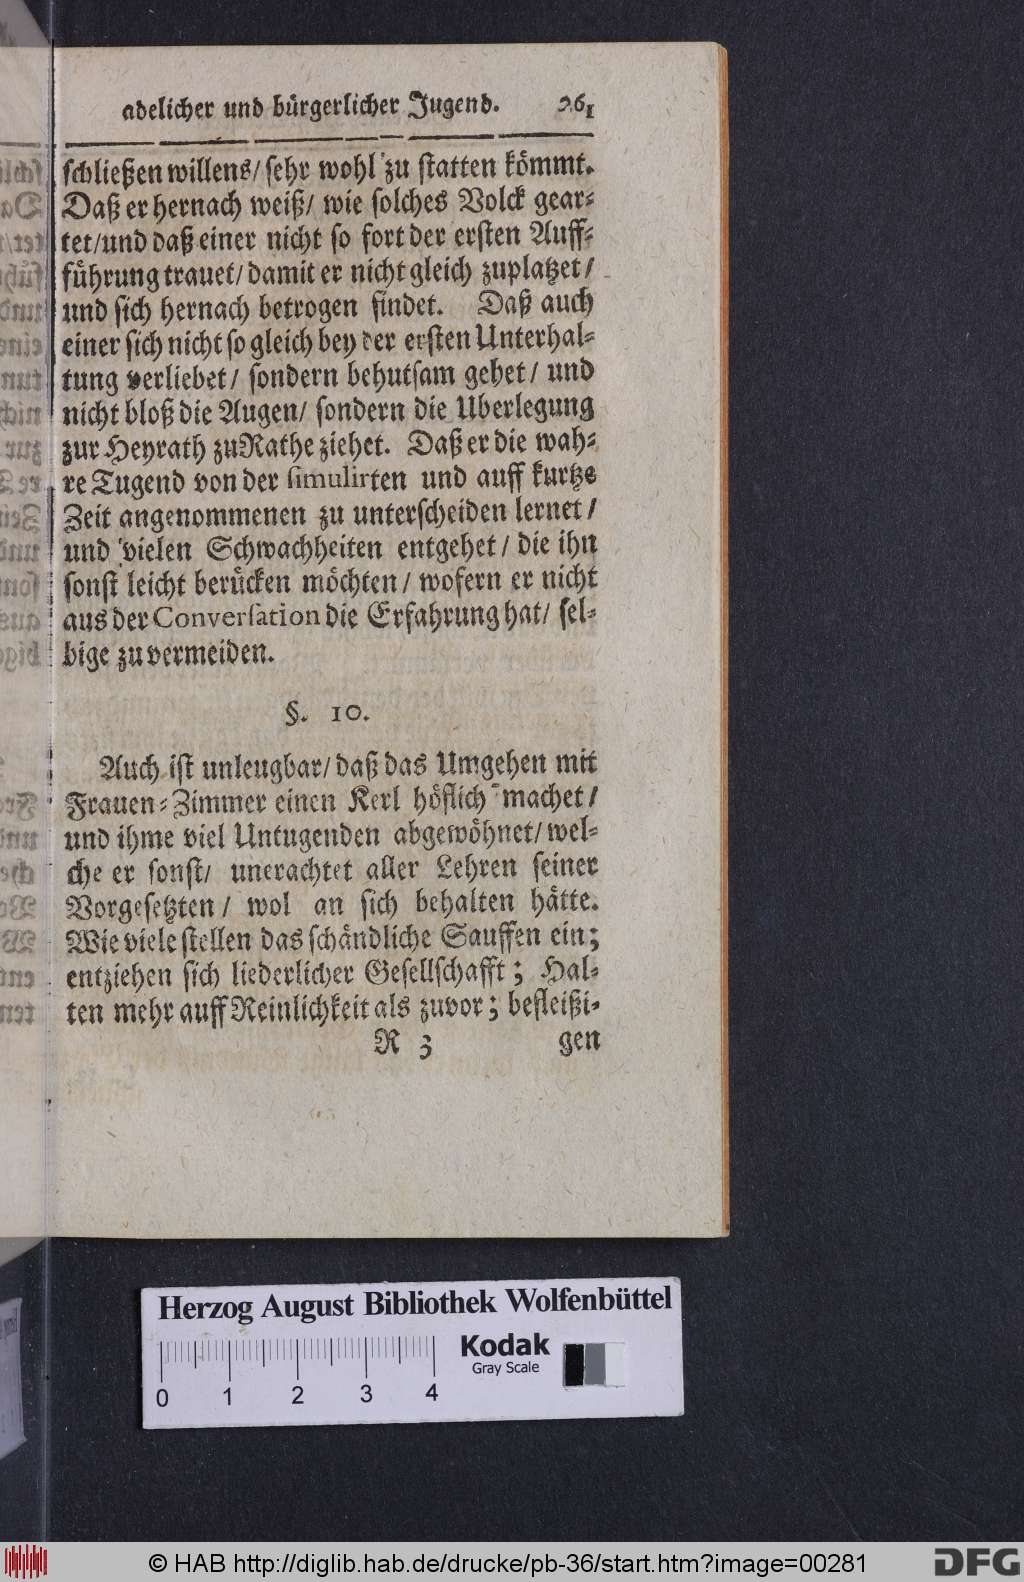 adelicher und bürgerlicher Jugend. 261
schließen willens/ sehr wohl zu statten kömmt.
Daß er hernach weiß/ wie solches Volck gear-
tet/ und daß einer nicht so fort der ersten Auff-
führung trauet/ damit er nicht gleich zuplatzet/
und sich hernach betrogen findet. Daß auch
einer sich nicht so gleich bey der ersten Unterhal-
tung verliebet/ sondern behutsam gehet/ und
nicht bloß die Augen/ sondern die Uberlegung
zur Heyrath zu Rathe ziehet. Daß er die wah-
re Tugend von der simulirten und auff kurtze
Zeit angenommenen zu unterscheiden lernet/
und vielen Schwachheiten entgehet/ die ihn
sonst leicht berücken möchten/ wofern er nicht
aus der Conversation die Erfahrung hat/ sel-
bige zu vermeiden.
§. 10.
Auch ist unleugbar/ daß das Umgehen mit
Frauen-Zimmer einen Kerl höflich machet/
und ihme viel Untugenden abgewöhnet/ wel-
che er sonst/ unerachtet aller Lehren seiner
Vorgesetzten/ wol an sich behalten hätte.
Wie viele stellen das schändliche Sauffen ein;
entziehen sich liederlicher Gesellschafft; Hal-
ten mehr auff Reinlichkeit als zuvor; befleißi-
R 3 gen
Herzog August Bibliothek Wolfenbüttel
Kodak
Gray Scale
0 1 2 3 4
© HAB http://diglib.hab.de/drucke/pb-36/start.htm?image=00281
DFG